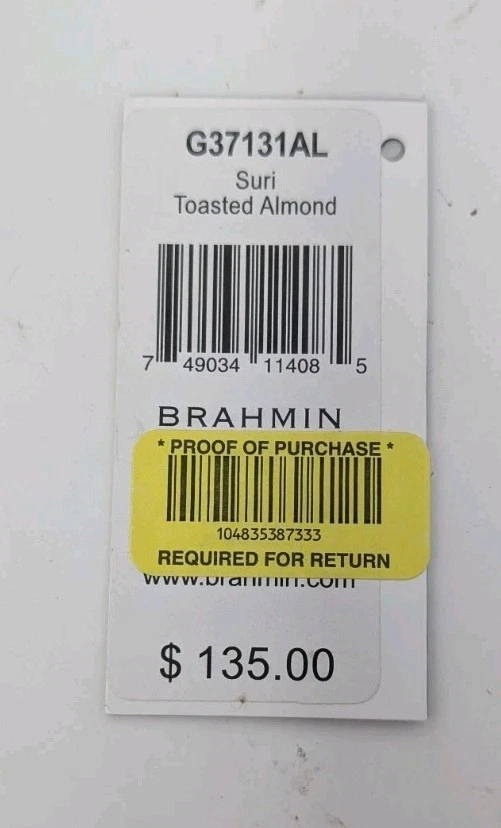 G37131AL
Suri
Toasted Almond
7 49034 11408 5
BRAHMIN
* PROOF OF PURCHASE *
104835387333
REQUIRED FOR RETURN
www.brahmin.com
$ 135.00